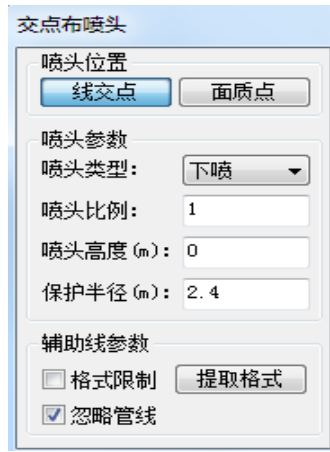 交点布喷头
喷头位置
线交点 面质点
喷头参数
喷头类型: 下喷
喷头比例: 1
喷头高度(m): 0
保护半径(m): 2.4
辅助线参数
格式限制 提取格式
忽略管线